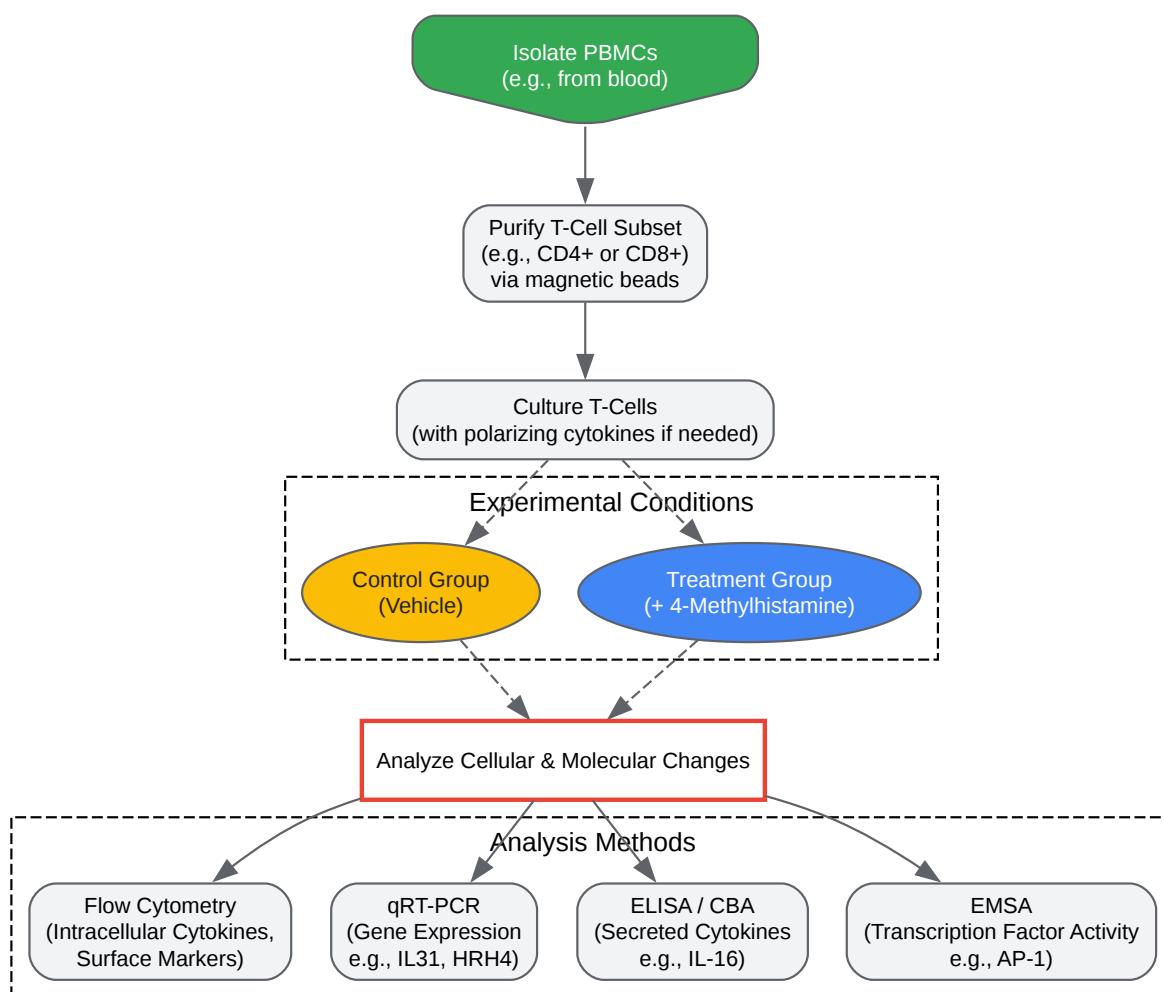 Isolate PBMCs
(e.g., from blood)
Purify T-Cell Subset
(e.g., CD4+ or CD8+)
via magnetic beads
Culture T-Cells
(with polarizing cytokines if needed)
Experimental Conditions
Control Group
(Vehicle)
Treatment Group
(+ 4-Methylhistamine)
Analyze Cellular & Molecular Changes
Analysis Methods
Flow Cytometry
(Intracellular Cytokines,
Surface Markers)
qRT-PCR
(Gene Expression
e.g., IL31, HRH4)
ELISA / CBA
(Secreted Cytokines
e.g., IL-16)
EMSA
(Transcription Factor Activity
e.g., AP-1)